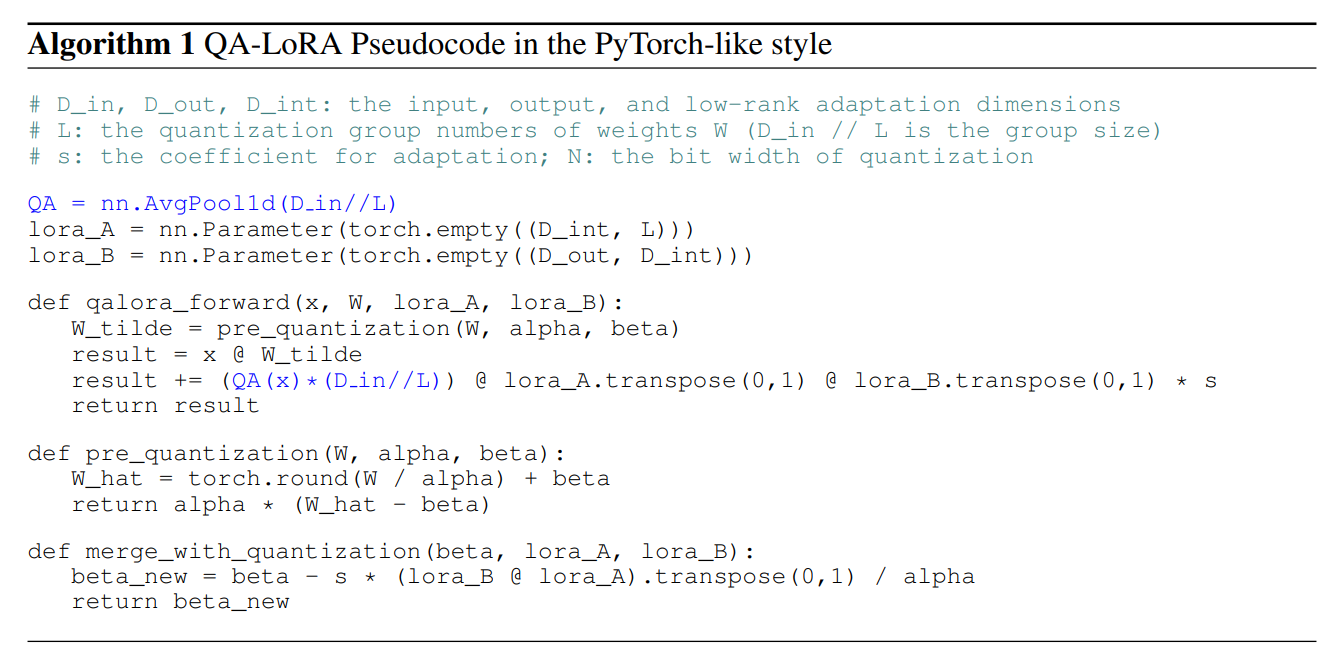 Algorithm 1 QA-LoRA Pseudocode in the PyTorch-like style
# D_in, D_out, D_int: the input, output, and low-rank adaptation dimensions
# L: the quantization group numbers of weights W (D_in // L is the group size)
# s: the coefficient for adaptation; N: the bit width of quantization
QA = nn.AvgPool1d(D_in//L)
lora_A = nn.Parameter(torch.empty((D_int, L)))
lora_B = nn.Parameter(torch.empty((D_out, D_int)))
def qalora_forward(x, W, lora_A, lora_B):
    W_tilde = pre_quantization(W, alpha, beta)
    result = x @ W_tilde
    result += (QA(x)*(D_in//L)) @ lora_A.transpose(0,1) @ lora_B.transpose(0,1) * s
    return result
def pre_quantization(W, alpha, beta):
    W_hat = torch.round(W / alpha) + beta
    return alpha * (W_hat - beta)
def merge_with_quantization(beta, lora_A, lora_B):
    beta_new = beta - s * (lora_B @ lora_A).transpose(0,1) / alpha
    return beta_new